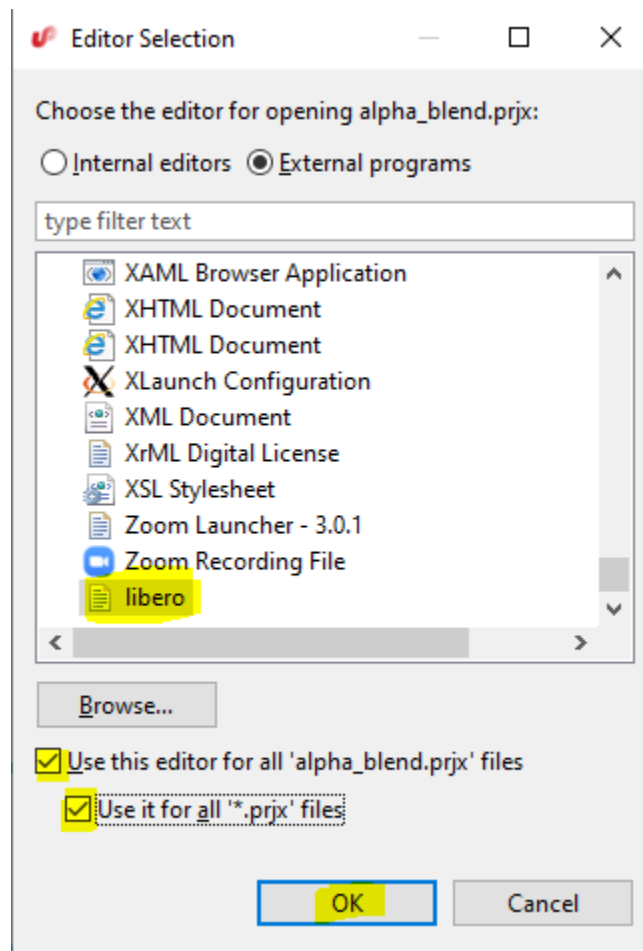 Editor Selection
Choose the editor for opening alpha_blend.prjx:
Internal editors External programs
type filter text
XAML Browser Application
XHTML Document
XHTML Document
XLaunch Configuration
XML Document
XrML Digital License
XSL Stylesheet
Zoom Launcher - 3.0.1
Zoom Recording File
libero
Browse...
Use this editor for all 'alpha_blend.prjx' files
Use it for all '*.prjx' files
OK Cancel